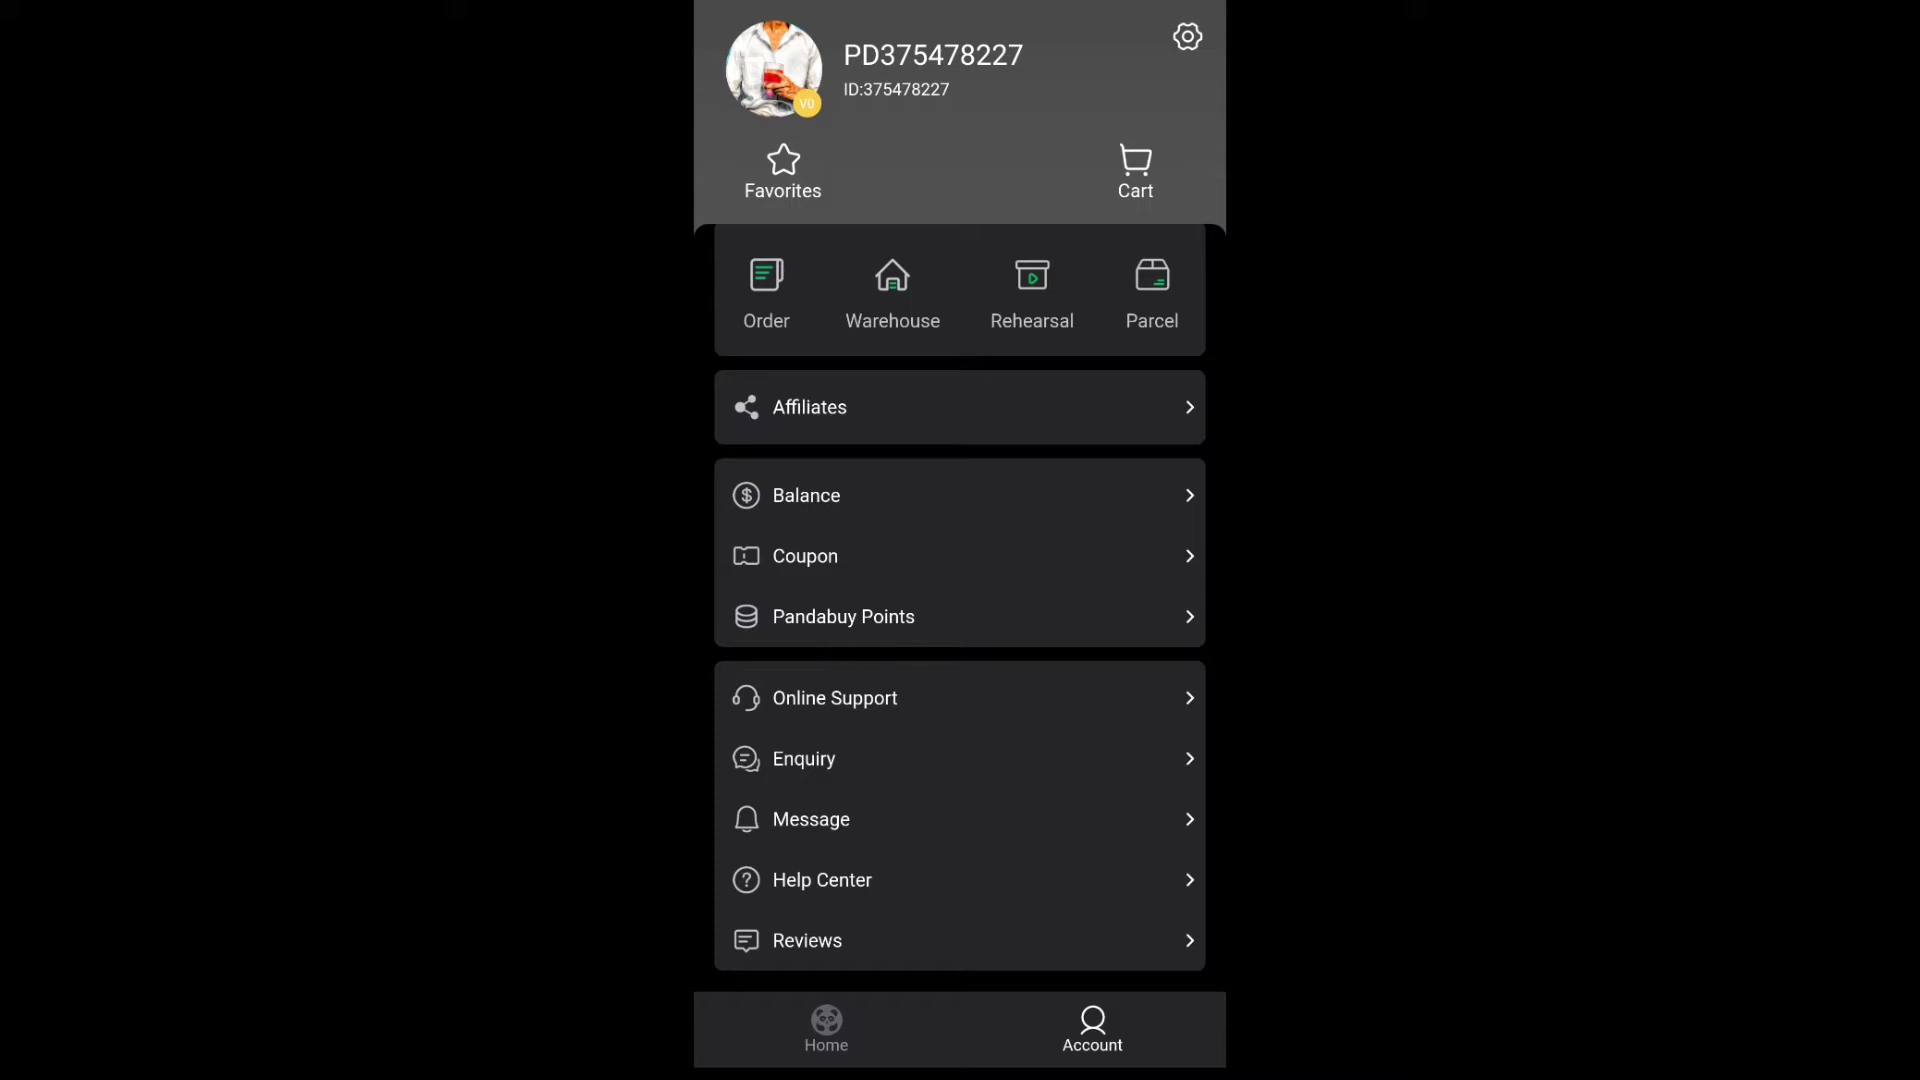 PD375478227
ID:375478227
V0
Favorites
Cart
Order
Warehouse
Rehearsal
Parcel
Affiliates
Balance
Coupon
Pandabuy Points
Online Support
Enquiry
Message
Help Center
Reviews
Home
Account